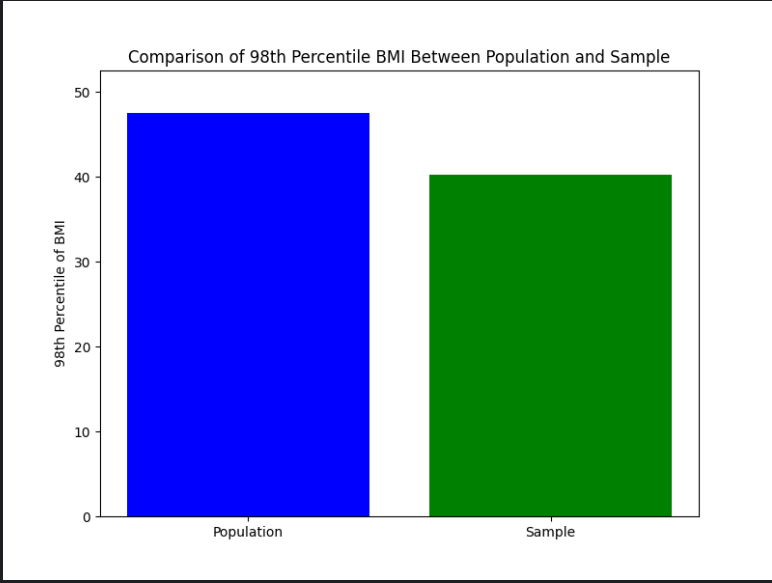 Comparison of 98th Percentile BMI Between Population and Sample
98th Percentile of BMI
50
40
30
20
10
0
Population
Sample